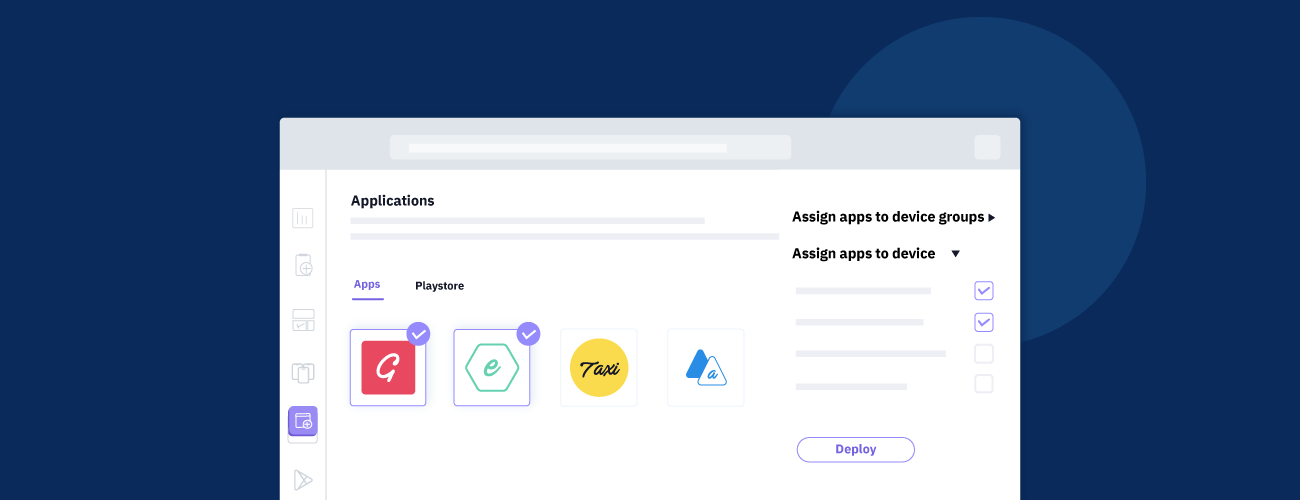 Applications
Assign apps to device groups
Assign apps to device
Apps
Playstore
G
e
Taxi
a
Deploy